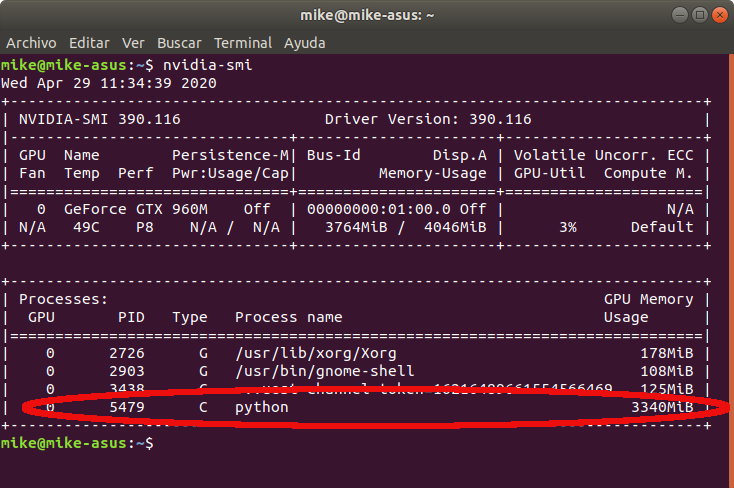 mike@mike-asus: ~
Archivo Editar Ver Buscar Terminal Ayuda
mike@mike-asus:~$ nvidia-smi
Wed Apr 29 11:34:39 2020
+-----------------------------------------------------------------------------+
| NVIDIA-SMI 390.116                Driver Version: 390.116                   |
|-------------------------------+----------------------+----------------------+
| GPU  Name        Persistence-M| Bus-Id        Disp.A | Volatile Uncorr. ECC |
| Fan  Temp  Perf  Pwr:Usage/Cap|         Memory-Usage | GPU-Util  Compute M. |
|===============================+======================+======================|
|   0  GeForce GTX 960M    Off  | 00000000:01:00.0 Off |                  N/A |
| N/A   49C    P8    N/A /  N/A |   3764MiB /  4046MiB |      3%      Default |
+-------------------------------+----------------------+----------------------+
+-----------------------------------------------------------------------------+
| Processes:                                                       GPU Memory |
|  GPU       PID   Type   Process name                             Usage      |
|=============================================================================|
|    0      2726      G   /usr/lib/xorg/Xorg                           178MiB |
|    0      2903      G   /usr/bin/gnome-shell                         108MiB |
|    0      3438      125MiB |
|    0      5479      C   python                                      3340MiB |
+-----------------------------------------------------------------------------+
mike@mike-asus:~$